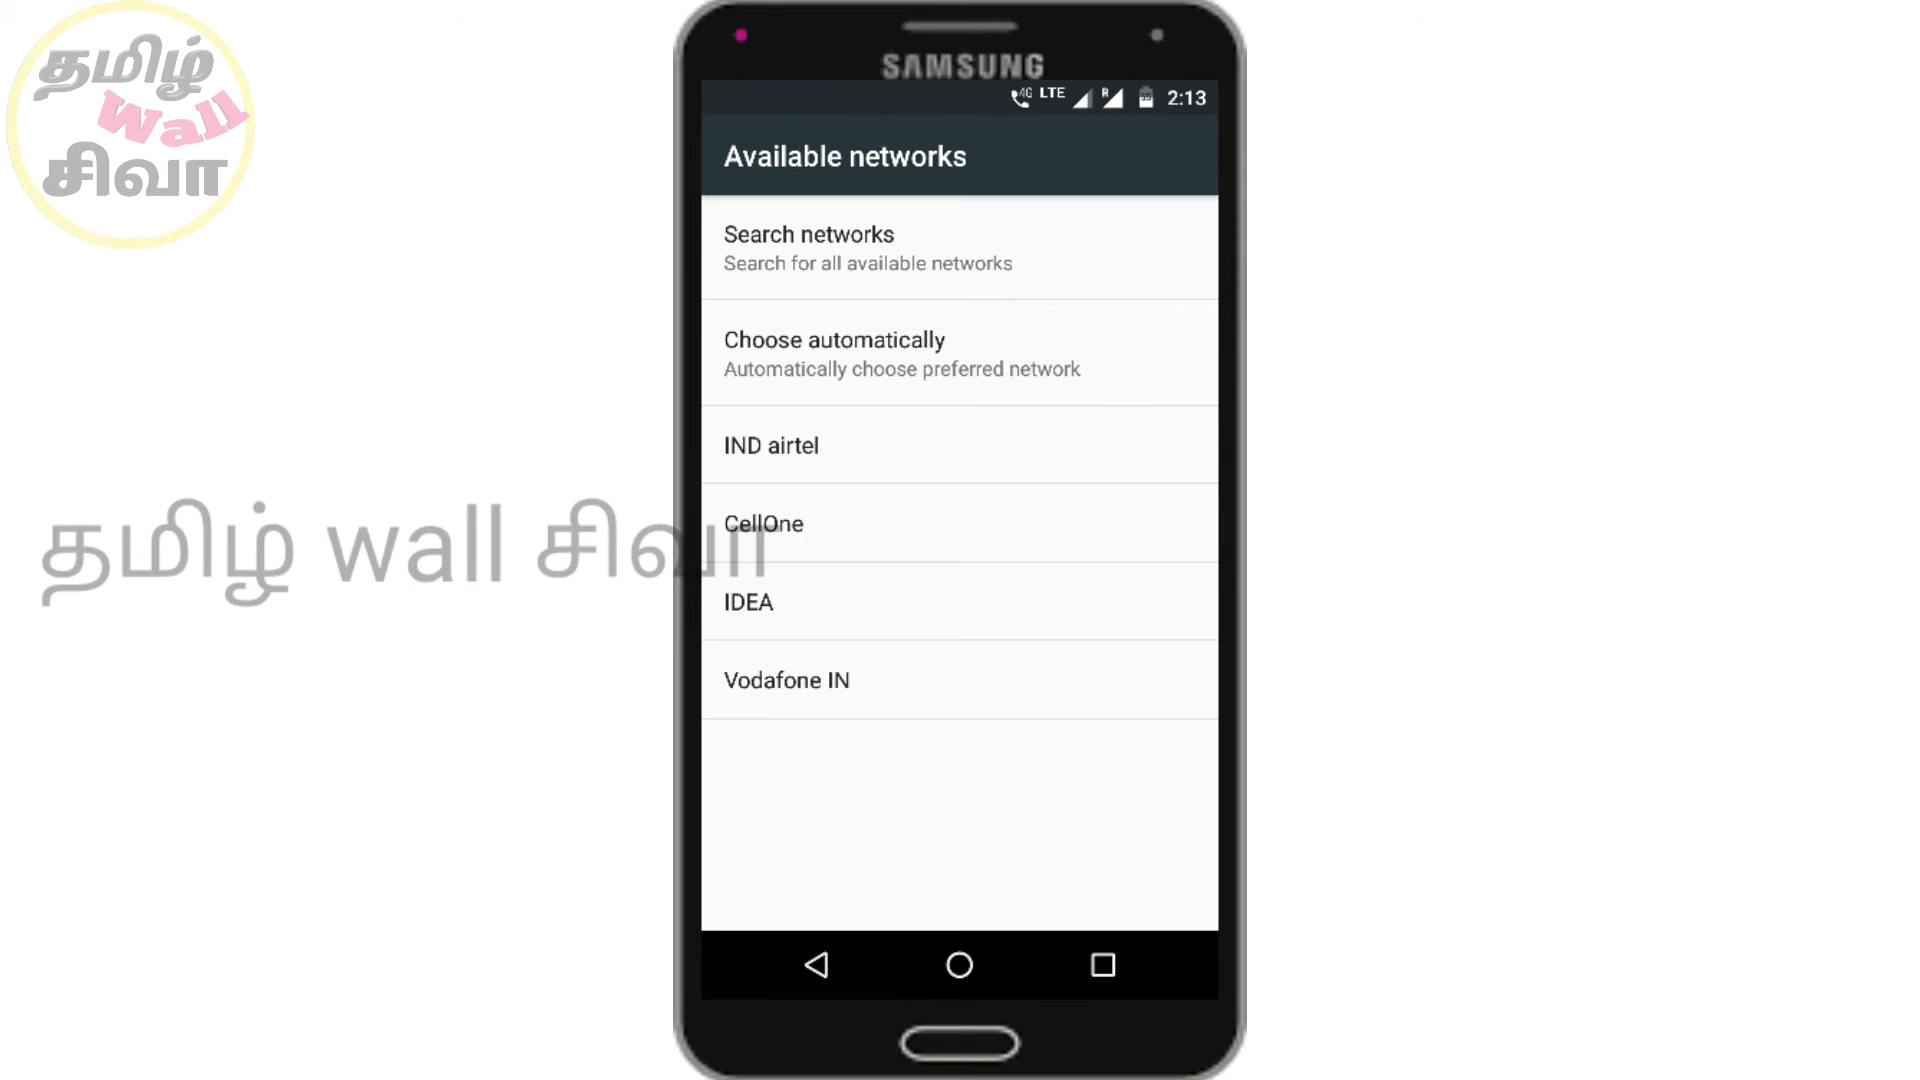 தமிழ்
Wall
சிவா
SAMSUNG
4G LTE R 2:13
Available networks
Search networks
Search for all available networks
Choose automatically
Automatically choose preferred network
IND airtel
CellOne
தமிழ் wall சிவா
IDEA
Vodafone IN